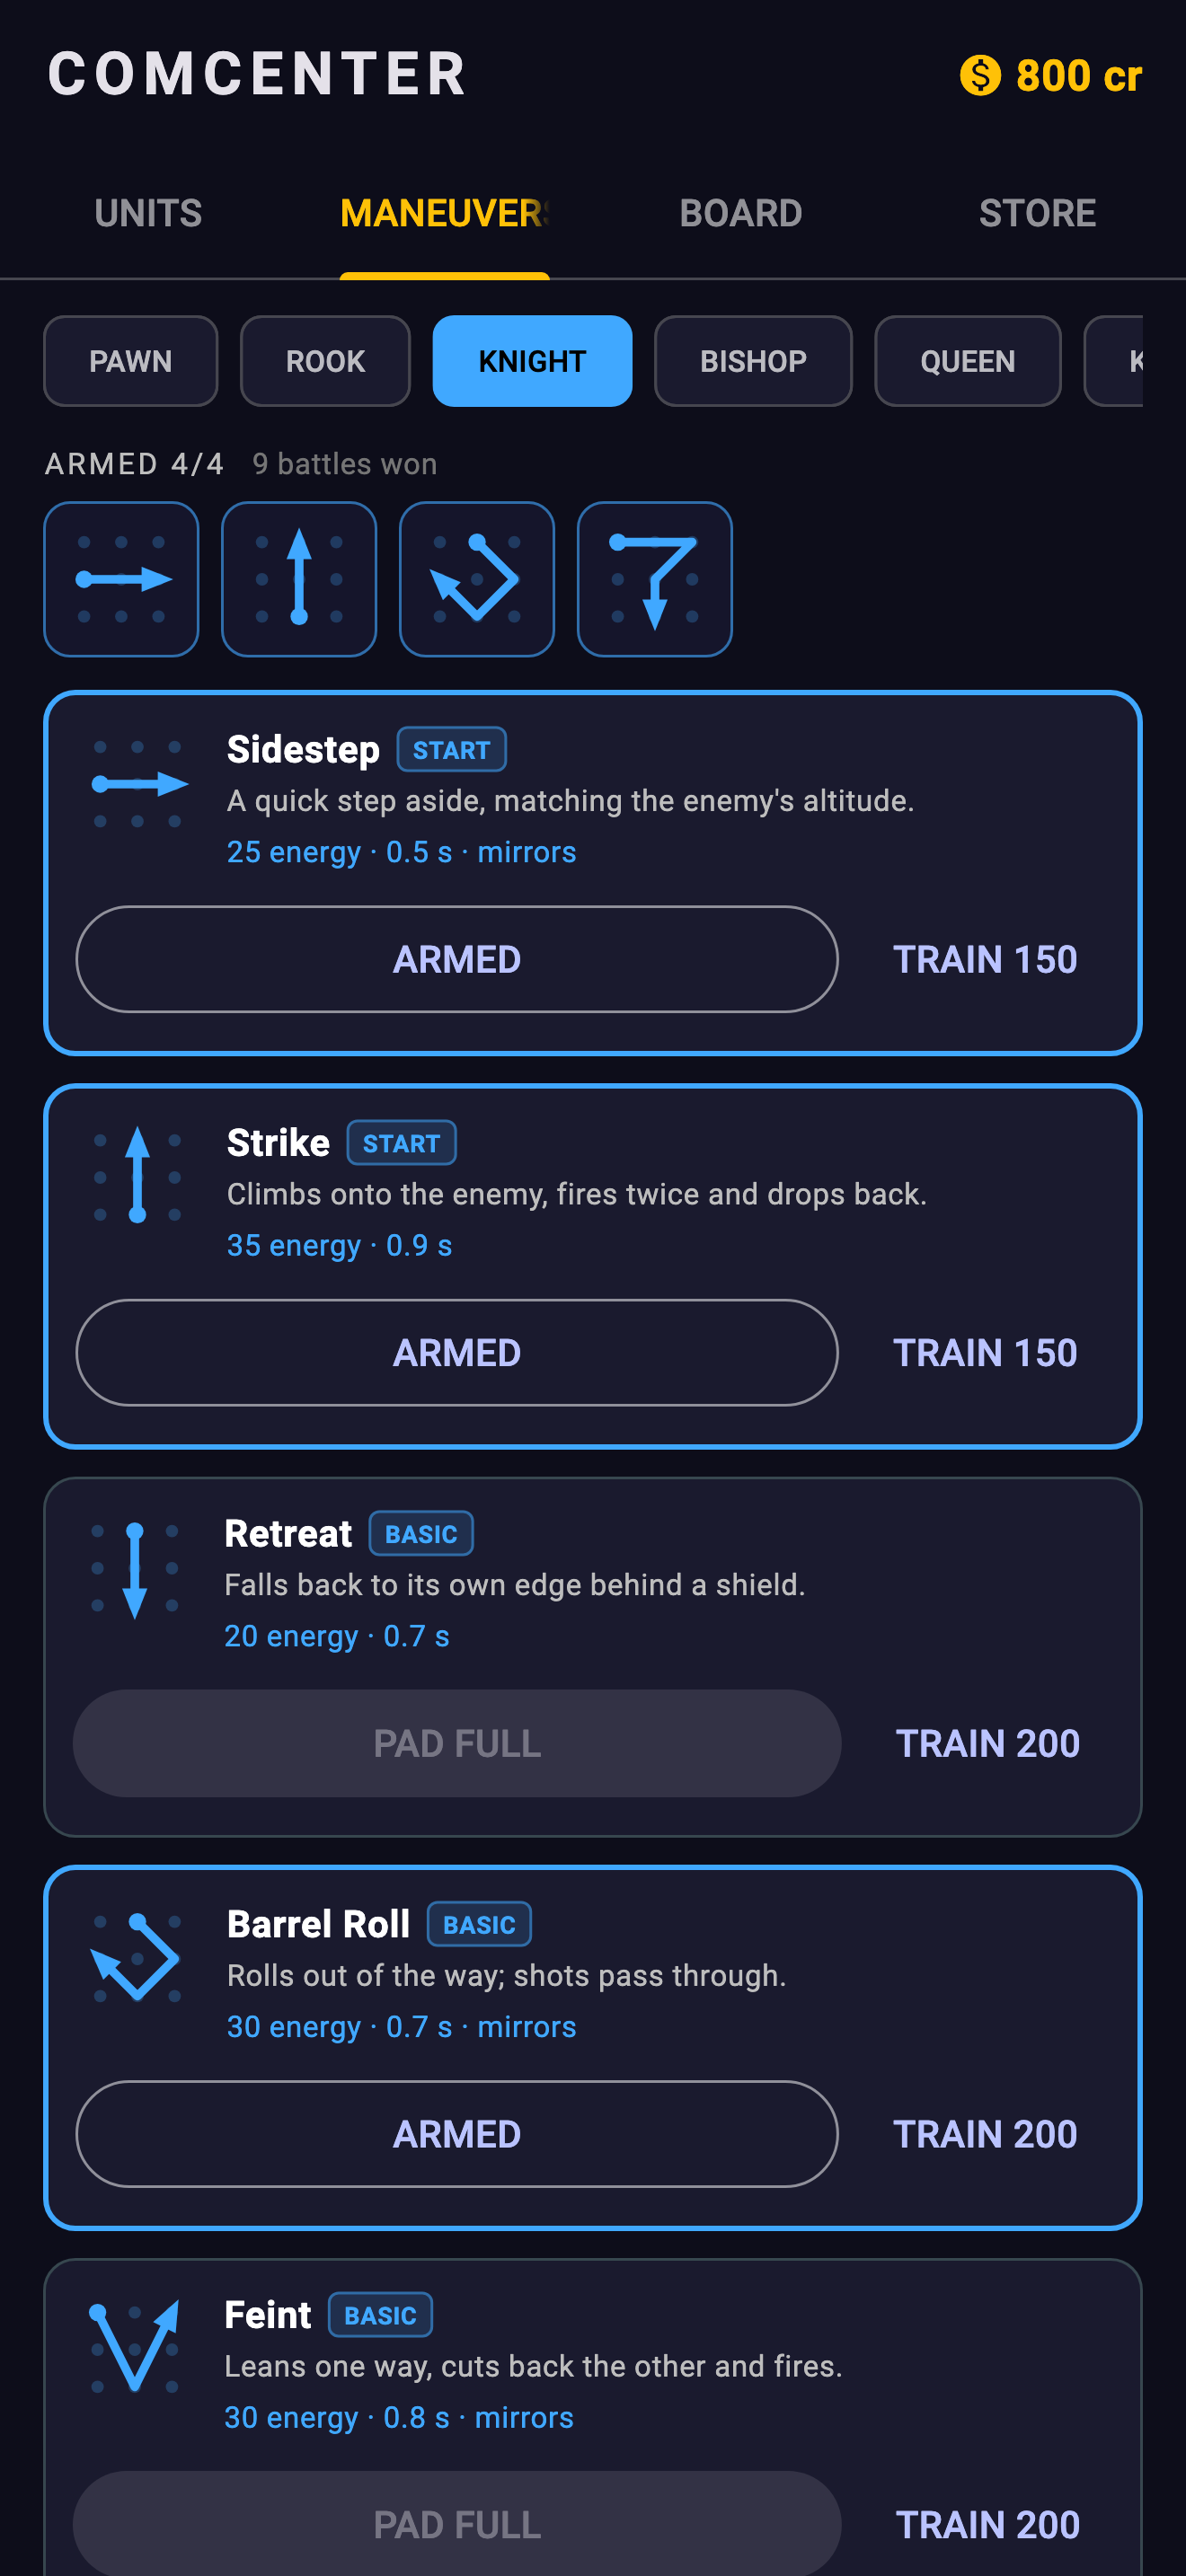 COMCENTER
$ 800 cr
UNITS
MANEUVERS
BOARD
STORE
PAWN
ROOK
KNIGHT
BISHOP
QUEEN
K
ARMED 4/4 9 battles won
Sidestep START
A quick step aside, matching the enemy's altitude.
25 energy · 0.5 s · mirrors
ARMED
TRAIN 150
Strike START
Climbs onto the enemy, fires twice and drops back.
35 energy · 0.9 s
ARMED
TRAIN 150
Retreat BASIC
Falls back to its own edge behind a shield.
20 energy · 0.7 s
PAD FULL
TRAIN 200
Barrel Roll BASIC
Rolls out of the way; shots pass through.
30 energy · 0.7 s · mirrors
ARMED
TRAIN 200
Feint BASIC
Leans one way, cuts back the other and fires.
30 energy · 0.8 s · mirrors
PAD FULL
TRAIN 200